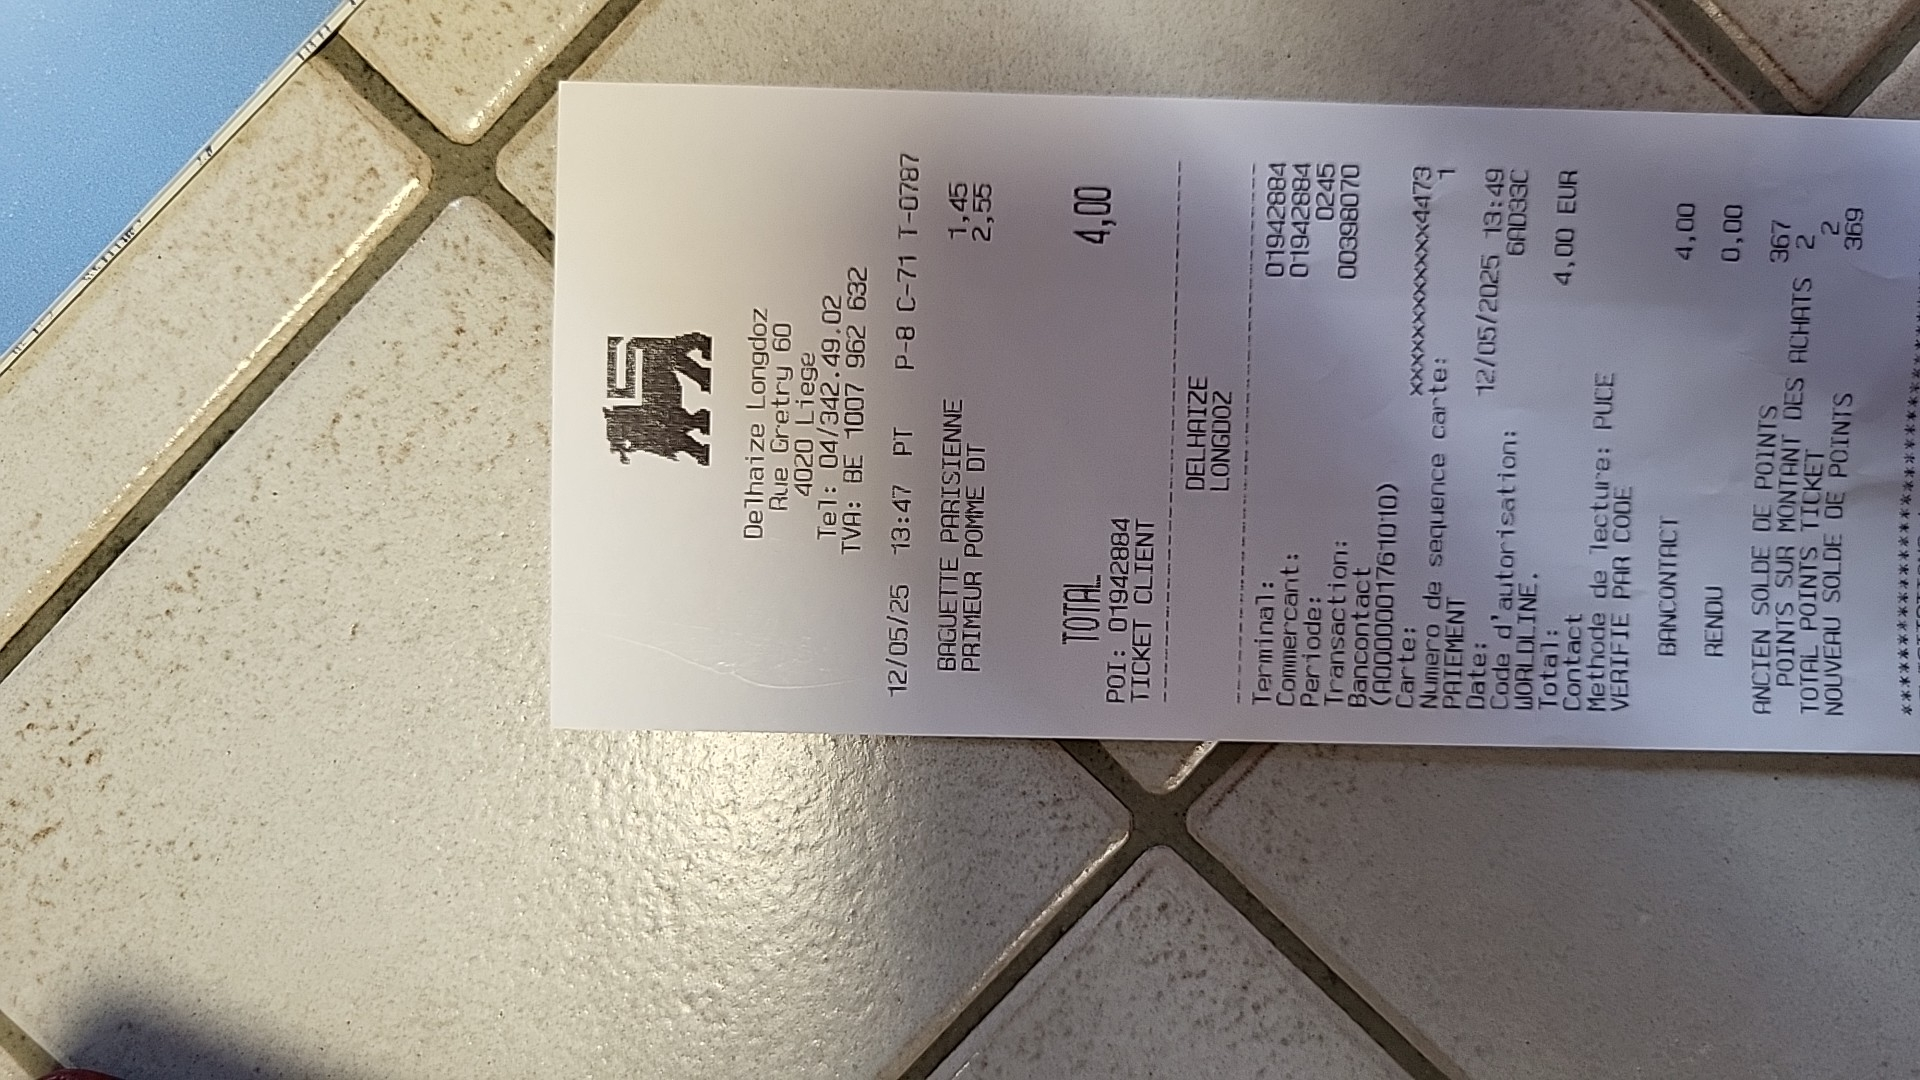 Delhaize Longdoz
Rue Gretry 60
4020 Liege
Tel: 04/342.49.02
TVA: BE 1007 962 632
12/05/25 13:47 PT P-8 C-71 T-0787
BAGUETTE PARISIENNE 1,45
PRIMEUR POMME DT 2,55
TOTAL 4,00
POI: 01942884
TICKET CLIENT
DELHAIZE
LONGDOZ
Terminal: 01942884
Commercant: 01942884
Periode: 0245
Transaction: 00398070
Bancontact
(A0000001761010)
Carte: xxxxxxxxxxxxx4473
Numero de sequence carte: 1
PAIEMENT
Date: 12/05/2025 13:49
Code d'autorisation: 6AD33C
WORLDLINE.
Total: 4,00 EUR
Contact
Methode de lecture: PUCE
VERIFIE PAR CODE
BANCONTACT 4,00
RENDU 0,00
ANCIEN SOLDE DE POINTS 367
POINTS SUR MONTANT DES ACHATS 2
TOTAL POINTS TICKET 2
NOUVEAU SOLDE DE POINTS 369